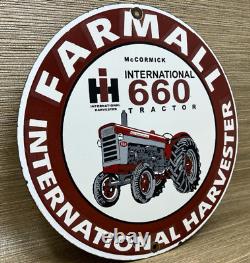 FARMALL
McCORMICK
IH
INTERNATIONAL
HARVESTER
INTERNATIONAL
660
TRACTOR
INTERNATIONAL HARVESTER